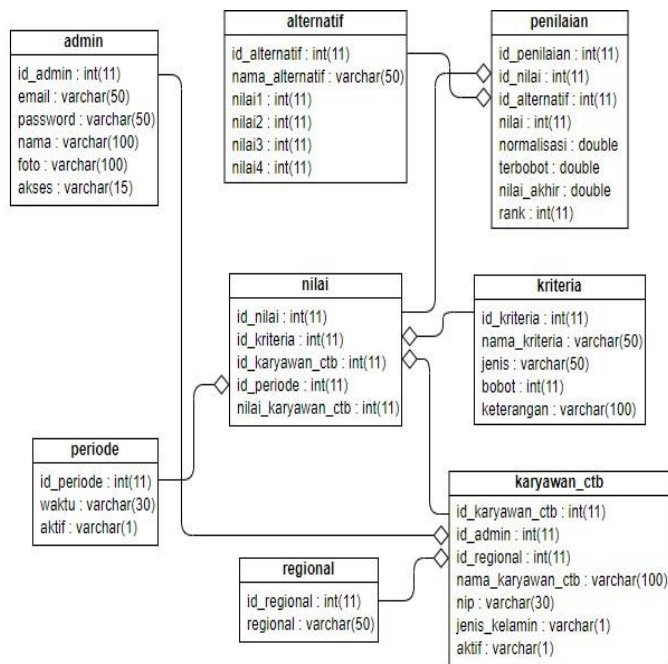 admin
id_admin : int(11)
email : varchar(50)
password : varchar(50)
nama : varchar(100)
foto : varchar(100)
akses : varchar(15)
alternatif
id_alternatif : int(11)
nama_alternatif : varchar(50)
nilai1 : int(11)
nilai2 : int(11)
nilai3 : int(11)
nilai4 : int(11)
penilaian
id_penilaian : int(11)
id_nilai : int(11)
id_alternatif : int(11)
nilai : int(11)
normalisasi : double
terbobot : double
nilai_akhir : double
rank : int(11)
nilai
id_nilai : int(11)
id_kriteria : int(11)
id_karyawan_ctb : int(11)
id_periode : int(11)
nilai_karyawan_ctb : int(11)
kriteria
id_kriteria : int(11)
nama_kriteria : varchar(50)
jenis : varchar(50)
bobot : int(11)
keterangan : varchar(100)
periode
id_periode : int(11)
waktu : varchar(30)
aktif : varchar(1)
regional
id_regional : int(11)
regional : varchar(50)
karyawan_ctb
id_karyawan_ctb : int(11)
id_admin : int(11)
id_regional : int(11)
nama_karyawan_ctb : varchar(100)
nip : varchar(30)
jenis_kelamin : varchar(1)
aktif : varchar(1)